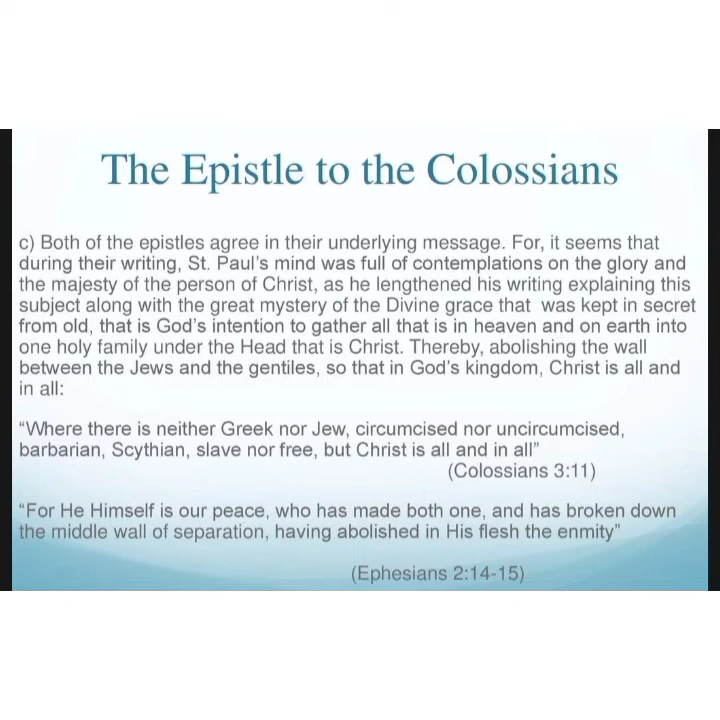 The Epistle to the Colossians
c) Both of the epistles agree in their underlying message. For, it seems that
during their writing, St. Paul's mind was full of contemplations on the glory and
the majesty of the person of Christ, as he lengthened his writing explaining this
subject along with the great mystery of the Divine grace that was kept in secret
from old, that is God's intention to gather all that is in heaven and on earth into
one holy family under the Head that is Christ. Thereby, abolishing the wall
between the Jews and the gentiles, so that in God's kingdom, Christ is all and
in all:
“Where there is neither Greek nor Jew, circumcised nor uncircumcised,
barbarian, Scythian, slave nor free, but Christ is all and in all”
(Colossians 3:11)
“For He Himself is our peace, who has made both one, and has broken down
the middle wall of separation, having abolished in His flesh the enmity”
(Ephesians 2:14-15)